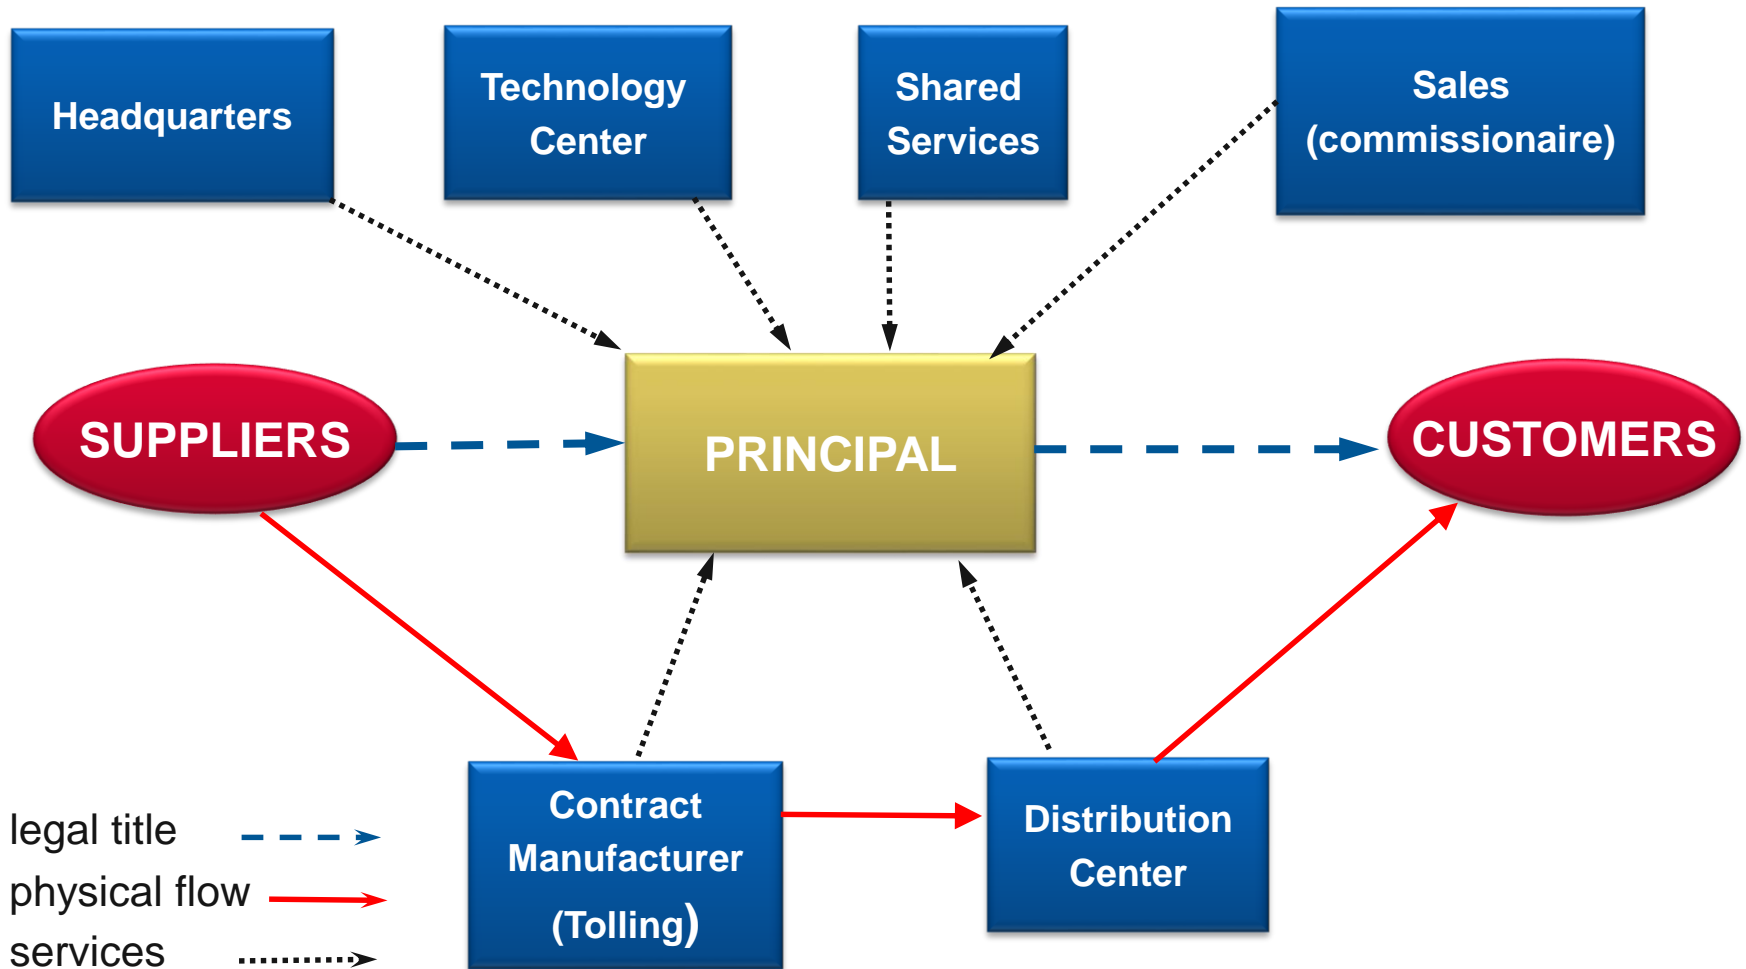 Headquarters
Technology
Center
Shared
Services
Sales
(commissionaire)
SUPPLIERS
PRINCIPAL
CUSTOMERS
Contract
Manufacturer
(Tolling)
Distribution
Center
legal title
physical flow
services